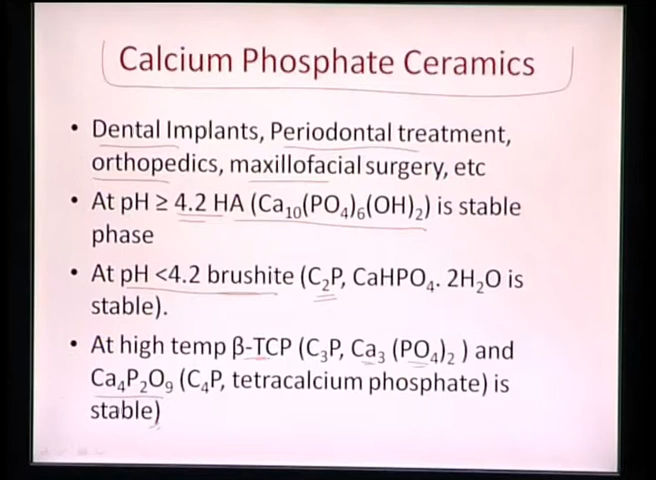 Calcium Phosphate Ceramics
• Dental Implants, Periodontal treatment,
orthopedics, maxillofacial surgery, etc
• At pH ≥ 4.2 HA (Ca₁₀(PO₄)₆(OH)₂) is stable
phase
• At pH <4.2 brushite (C₂P, CaHPO₄. 2H₂O is
stable).
• At high temp β-TCP (C₃P, Ca₃ (PO₄)₂ ) and
Ca₄P₂O₉ (C₄P, tetracalcium phosphate) is
stable)